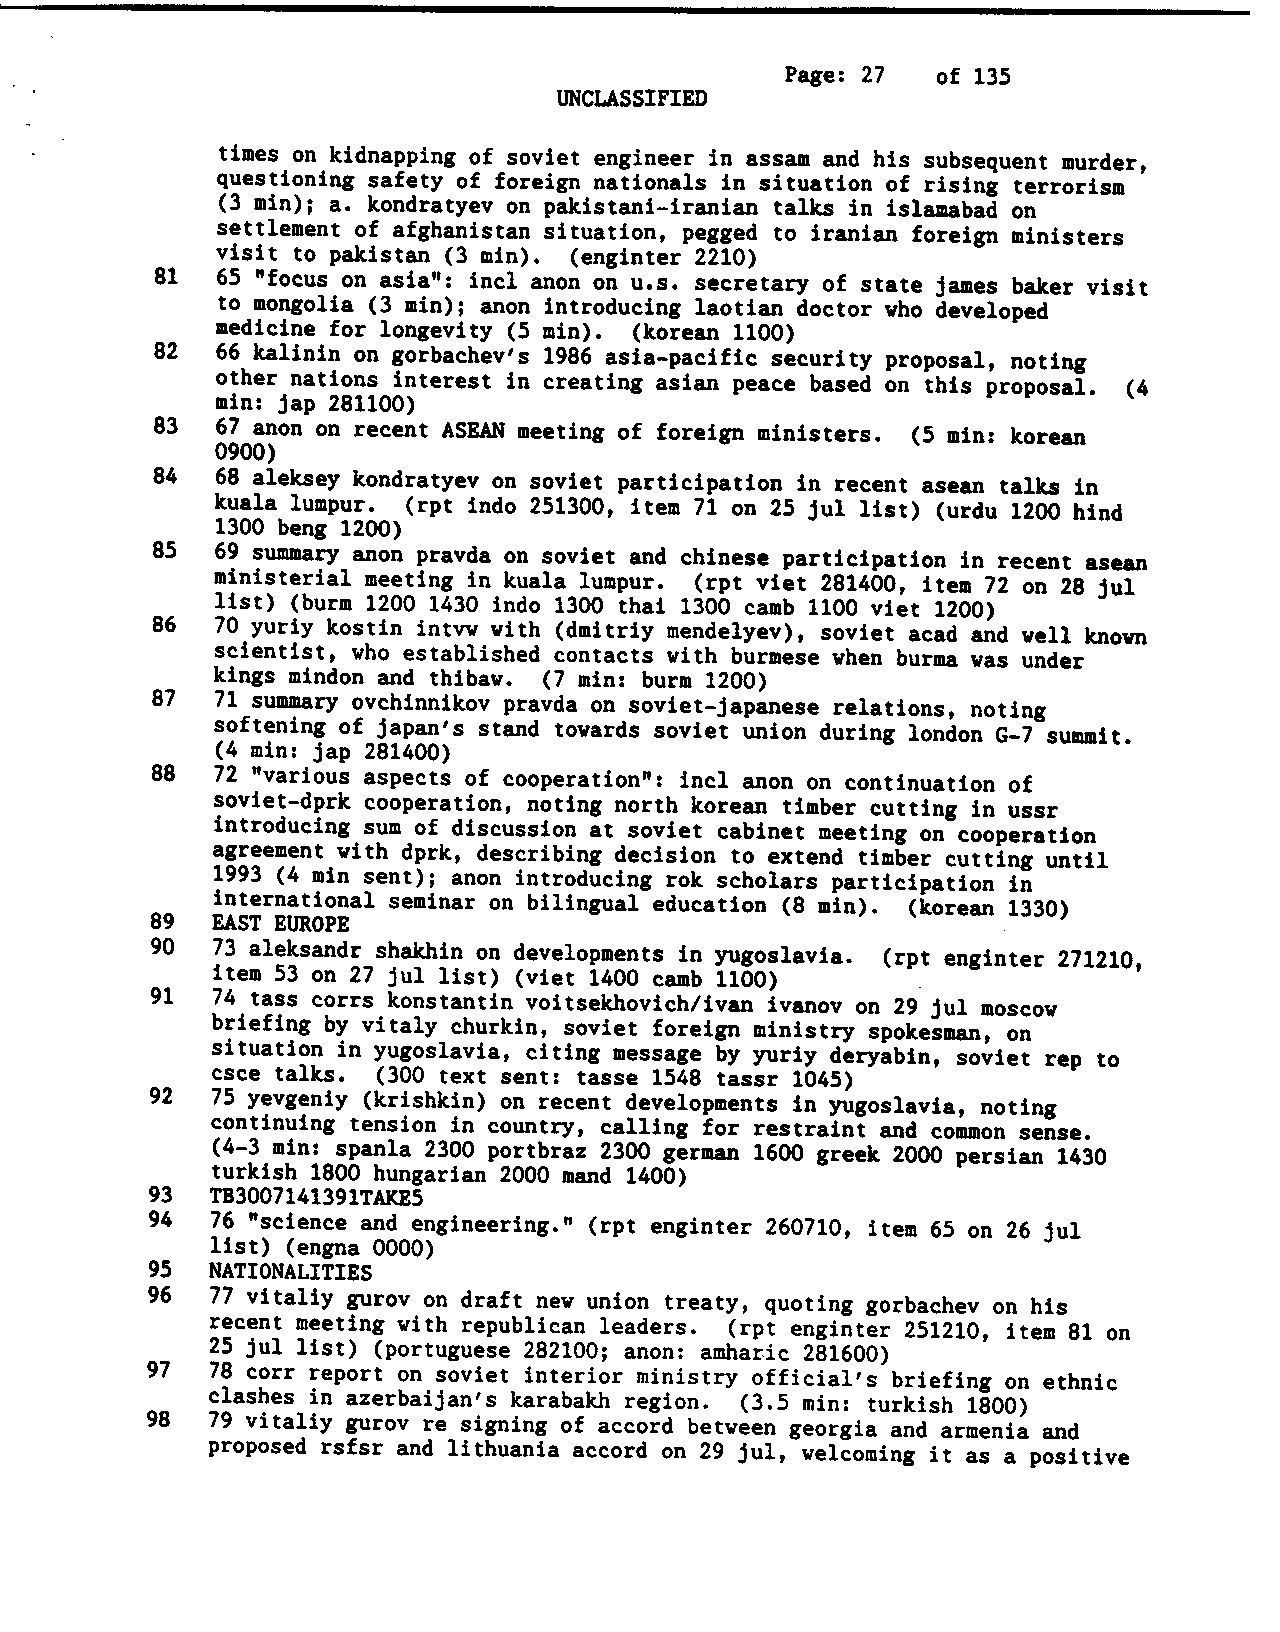 Page: 27 of 135
UNCLASSIFIED
times on kidnapping of soviet engineer in assam and his subsequent murder,
questioning safety of foreign nationals in situation of rising terrorism
(3 min); a. kondratyev on pakistani-iranian talks in islamabad on
settlement of afghanistan situation, pegged to iranian foreign ministers
visit to pakistan (3 min). (enginter 2210)
81 65 "focus on asia": incl anon on u.s. secretary of state james baker visit
to mongolia (3 min); anon introducing laotian doctor who developed
medicine for longevity (5 min). (korean 1100)
82 66 kalinin on gorbachev's 1986 asia-pacific security proposal, noting
other nations interest in creating asian peace based on this proposal. (4
min: jap 281100)
83 67 anon on recent ASEAN meeting of foreign ministers. (5 min: korean
0900)
84 68 aleksey kondratyev on soviet participation in recent asean talks in
kuala lumpur. (rpt indo 251300, item 71 on 25 jul list) (urdu 1200 hind
1300 beng 1200)
85 69 summary anon pravda on soviet and chinese participation in recent asean
ministerial meeting in kuala lumpur. (rpt viet 281400, item 72 on 28 jul
list) (burm 1200 1430 indo 1300 thai 1300 camb 1100 viet 1200)
86 70 yuriy kostin intvw with (dmitriy mendelyev), soviet acad and well known
scientist, who established contacts with burmese when burma was under
kings mindon and thibaw. (7 min: burm 1200)
87 71 summary ovchinnikov pravda on soviet-japanese relations, noting
softening of japan's stand towards soviet union during london G-7 summit.
(4 min: jap 281400)
88 72 "various aspects of cooperation": incl anon on continuation of
soviet-dprk cooperation, noting north korean timber cutting in ussr
introducing sum of discussion at soviet cabinet meeting on cooperation
agreement with dprk, describing decision to extend timber cutting until
1993 (4 min sent); anon introducing rok scholars participation in
international seminar on bilingual education (8 min). (korean 1330)
89 EAST EUROPE
90 73 aleksandr shakhin on developments in yugoslavia. (rpt enginter 271210,
item 53 on 27 jul list) (viet 1400 camb 1100)
91 74 tass corrs konstantin voitsekhovich/ivan ivanov on 29 jul moscow
briefing by vitaly churkin, soviet foreign ministry spokesman, on
situation in yugoslavia, citing message by yuriy deryabin, soviet rep to
csce talks. (300 text sent: tasse 1548 tassr 1045)
92 75 yevgeniy (krishkin) on recent developments in yugoslavia, noting
continuing tension in country, calling for restraint and common sense.
(4-3 min: spanla 2300 portbraz 2300 german 1600 greek 2000 persian 1430
turkish 1800 hungarian 2000 mand 1400)
93 TB3007141391TAKE5
94 76 "science and engineering." (rpt enginter 260710, item 65 on 26 jul
list) (engna 0000)
95 NATIONALITIES
96 77 vitaliy gurov on draft new union treaty, quoting gorbachev on his
recent meeting with republican leaders. (rpt enginter 251210, item 81 on
25 jul list) (portuguese 282100; anon: amharic 281600)
97 78 corr report on soviet interior ministry official's briefing on ethnic
clashes in azerbaijan's karabakh region. (3.5 min: turkish 1800)
98 79 vitaliy gurov re signing of accord between georgia and armenia and
proposed rsfsr and lithuania accord on 29 jul, welcoming it as a positive